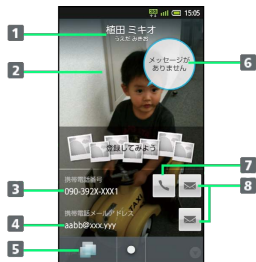 15:05
1
植田 ミキオ
うえだ みきお
2
メッセージが
ありません
6
登録してみよう
7
携帯電話番号
3
090-392X-XXX1
8
携帯電話メールアドレス
4
aabb@xxx.yyy
5